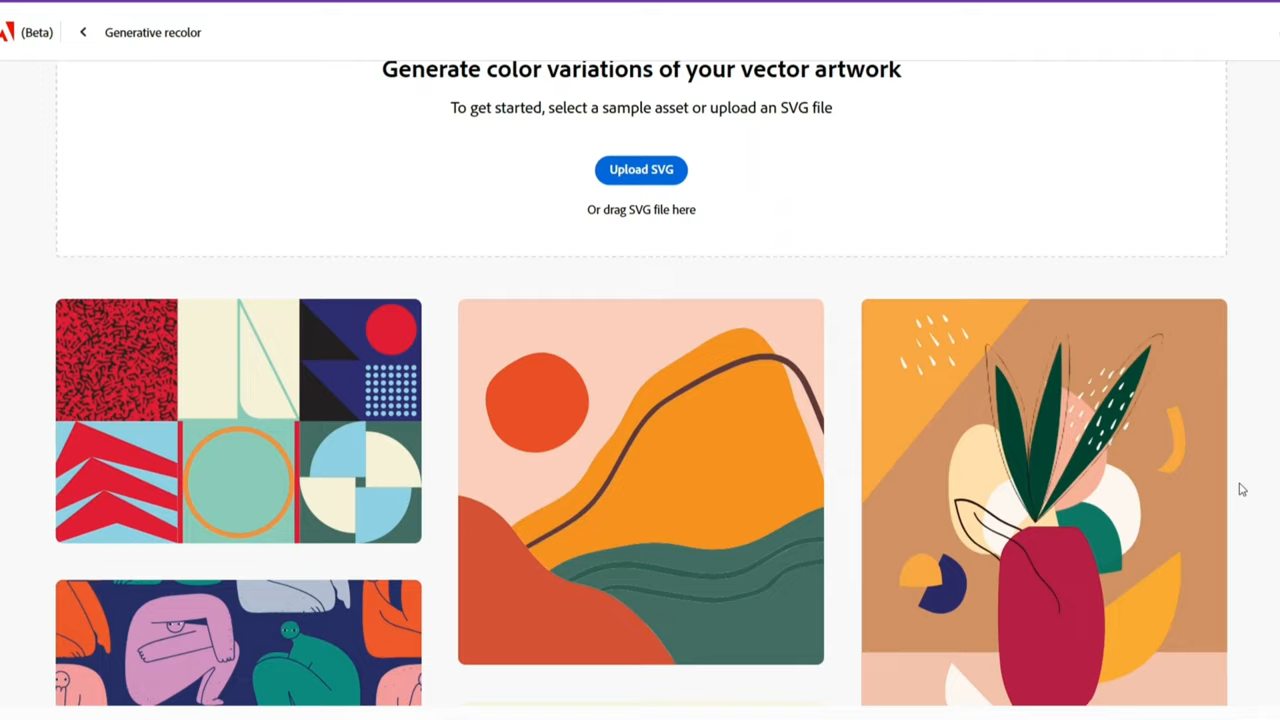 (Beta)
Generative recolor
Generate color variations of your vector artwork
To get started, select a sample asset or upload an SVG file
Upload SVG
Or drag SVG file here